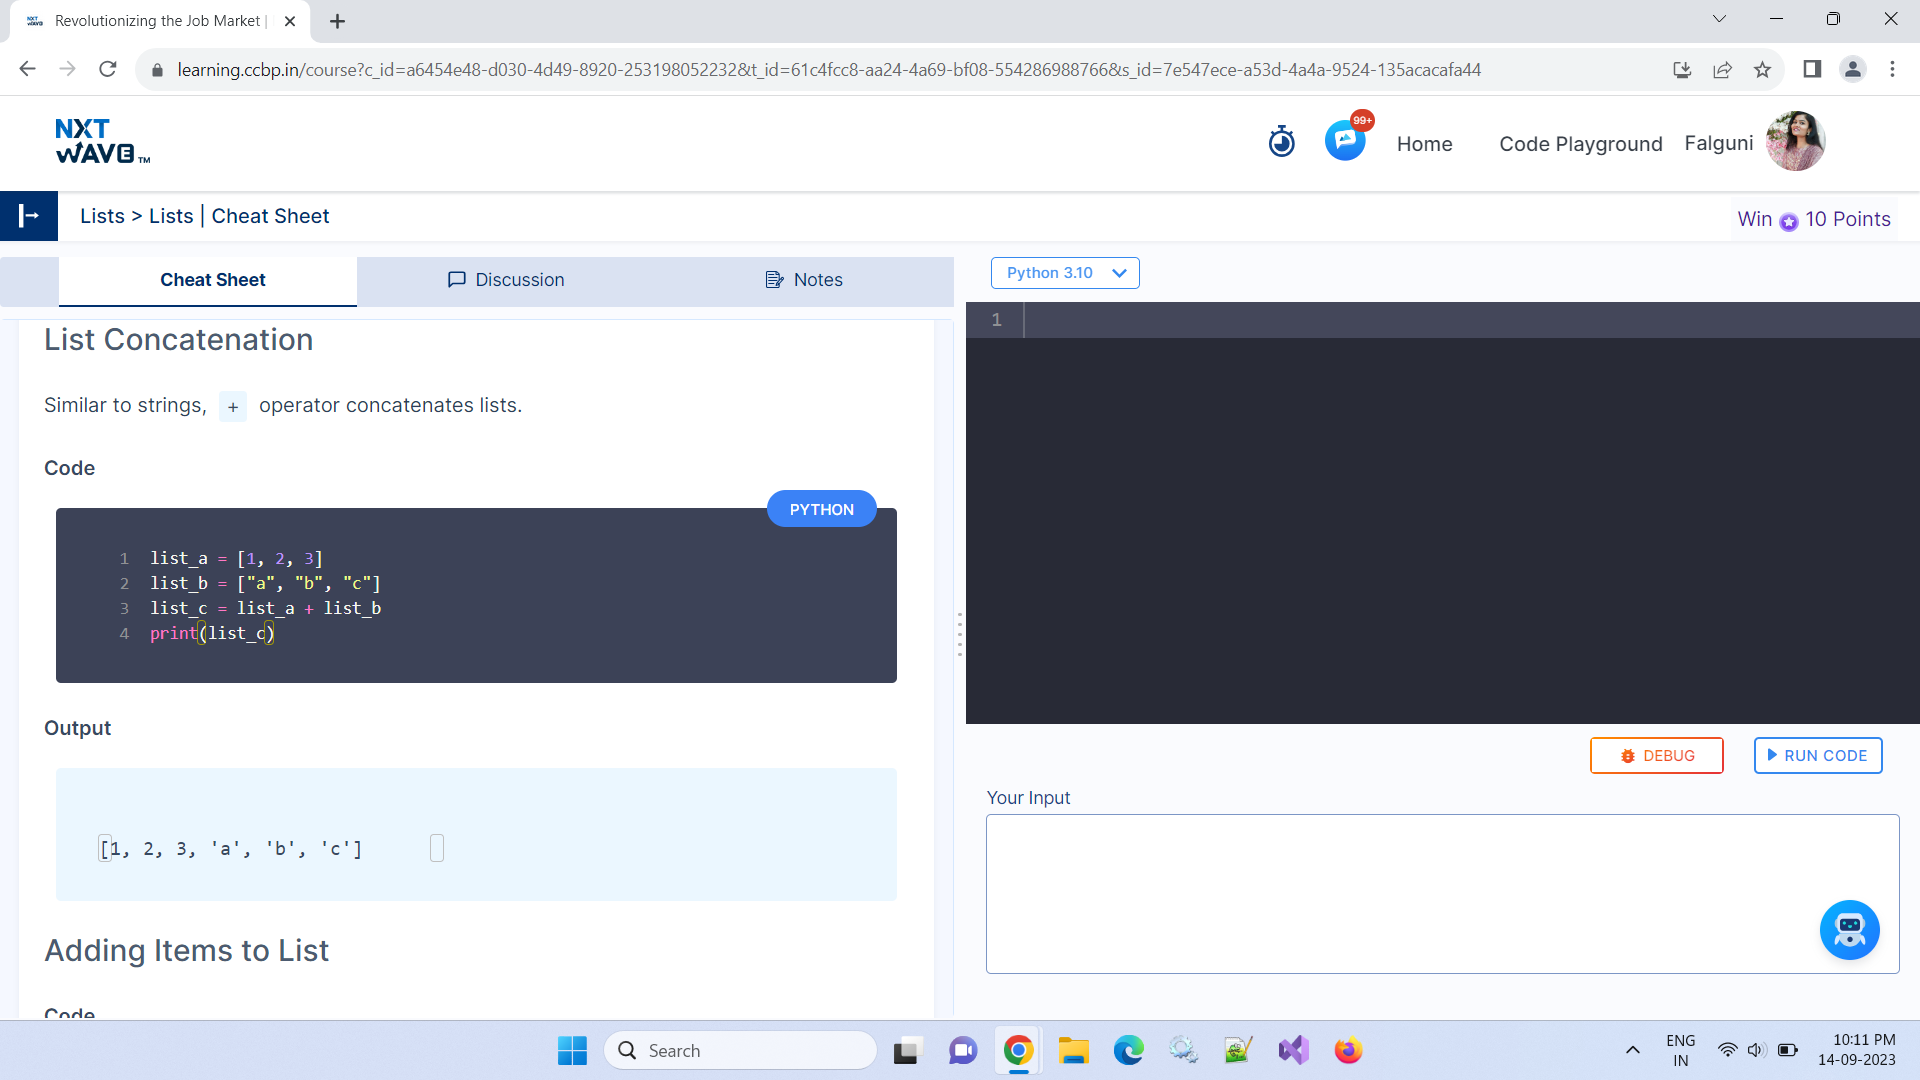 Revolutionizing the Job Market |
learning.ccbp.in/course?c_id=a6454e48-d030-4d49-8920-253198052232&t_id=61c4fcc8-aa24-4a69-bf08-554286988766&s_id=7e547ece-a53d-4a4a-9524-135acacafa44
NXT
WAVE TM
99+
Home
Code Playground
Falguni
Lists > Lists | Cheat Sheet
Win 10 Points
Cheat Sheet
Discussion
Notes
Python 3.10
List Concatenation
Similar to strings, + operator concatenates lists.
Code
PYTHON
1 list_a = [1, 2, 3]
2 list_b = ["a", "b", "c"]
3 list_c = list_a + list_b
4 print(list_c)
Output
[1, 2, 3, 'a', 'b', 'c']
Adding Items to List
Code
1
DEBUG
RUN CODE
Your Input
Search
ENG
IN
10:11 PM
14-09-2023